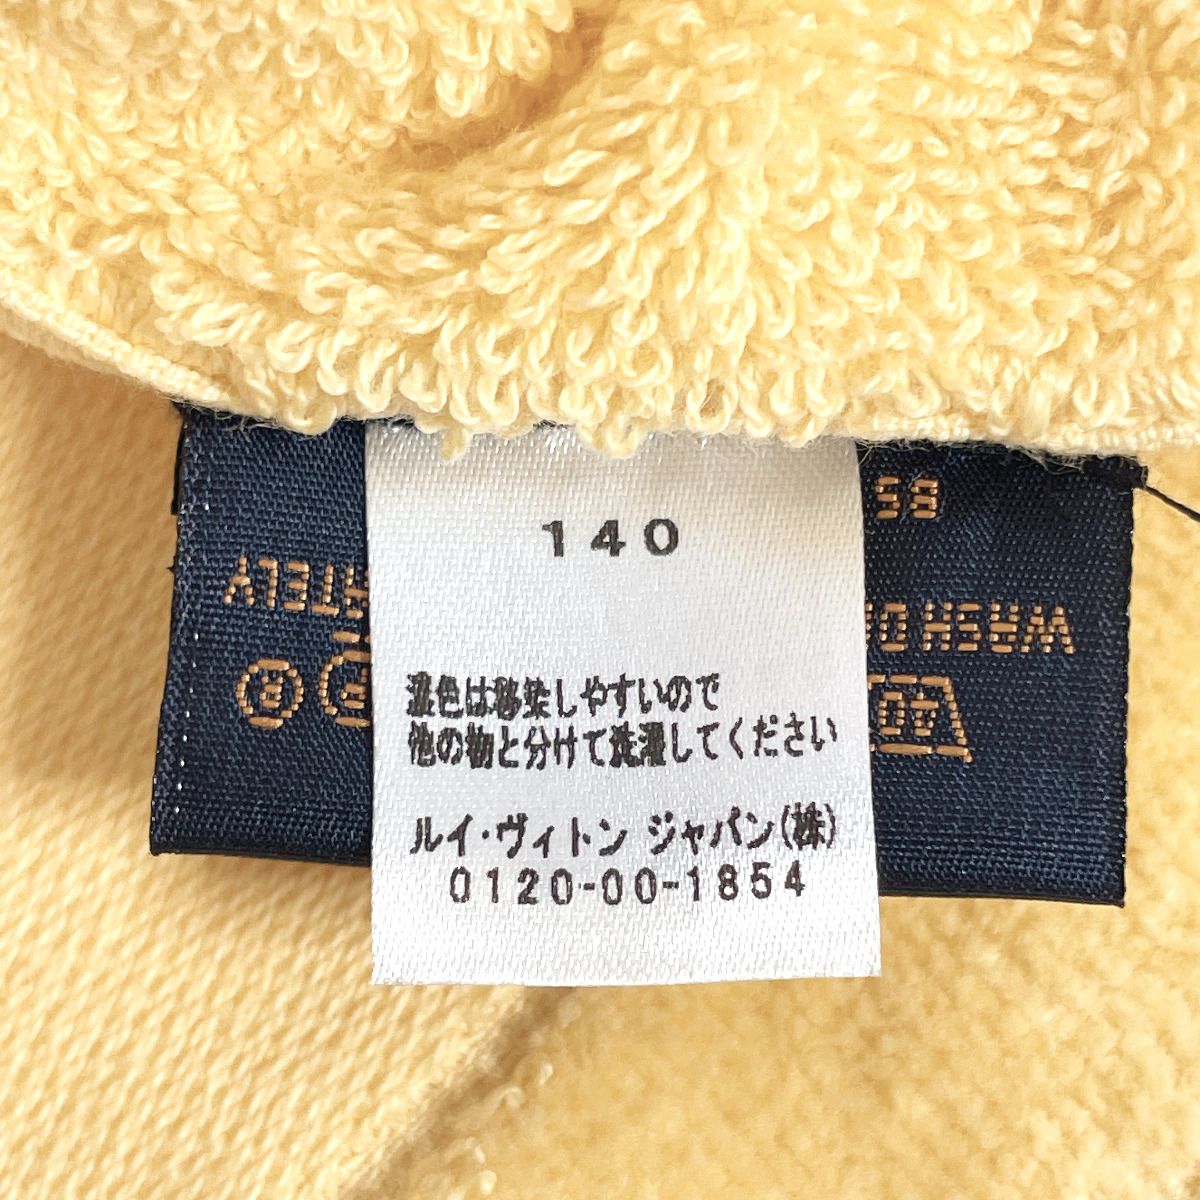 140
濃色は移染しやすいので
他の物と分けて洗濯してください
ルイ・ヴィトン ジャパン(株)
0120-00-1854
WASH
40